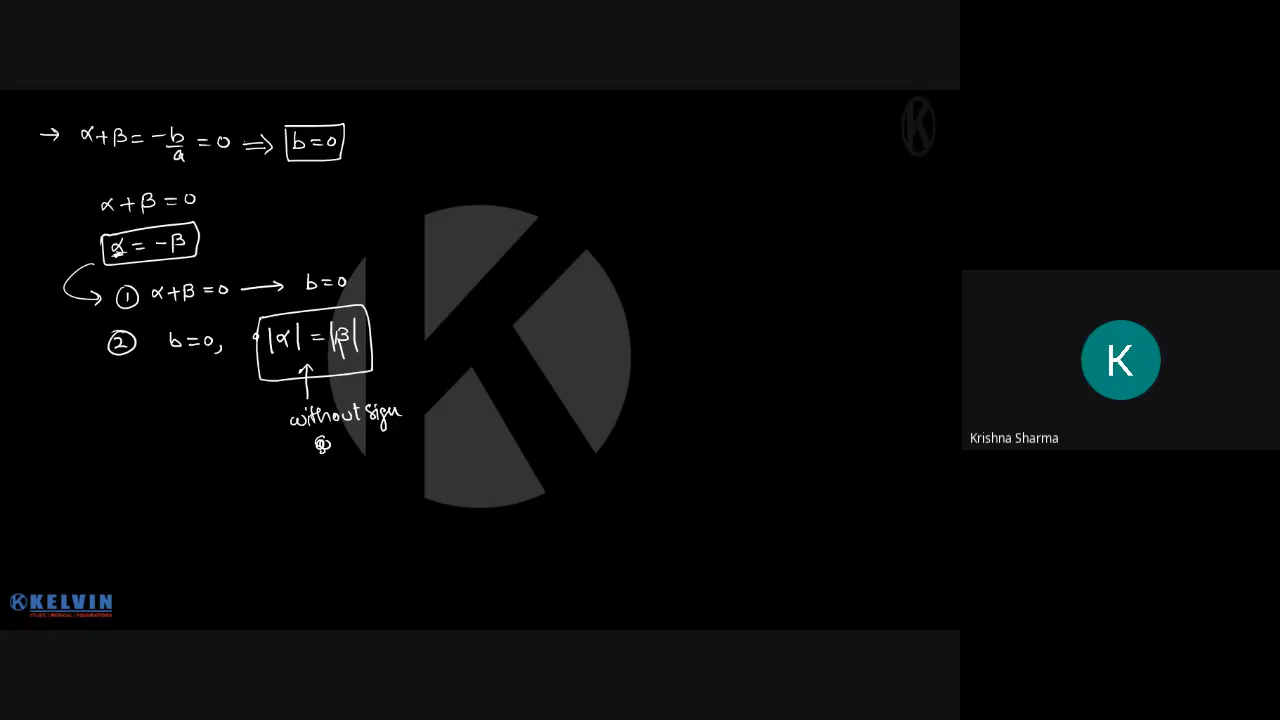 → α+β = -b/a = 0 ⇒ b=0
α + β = 0
α = -β
① α+β = 0 → b=0
② b=0, |α| = |β|
without sign
Krishna Sharma
KELVIN